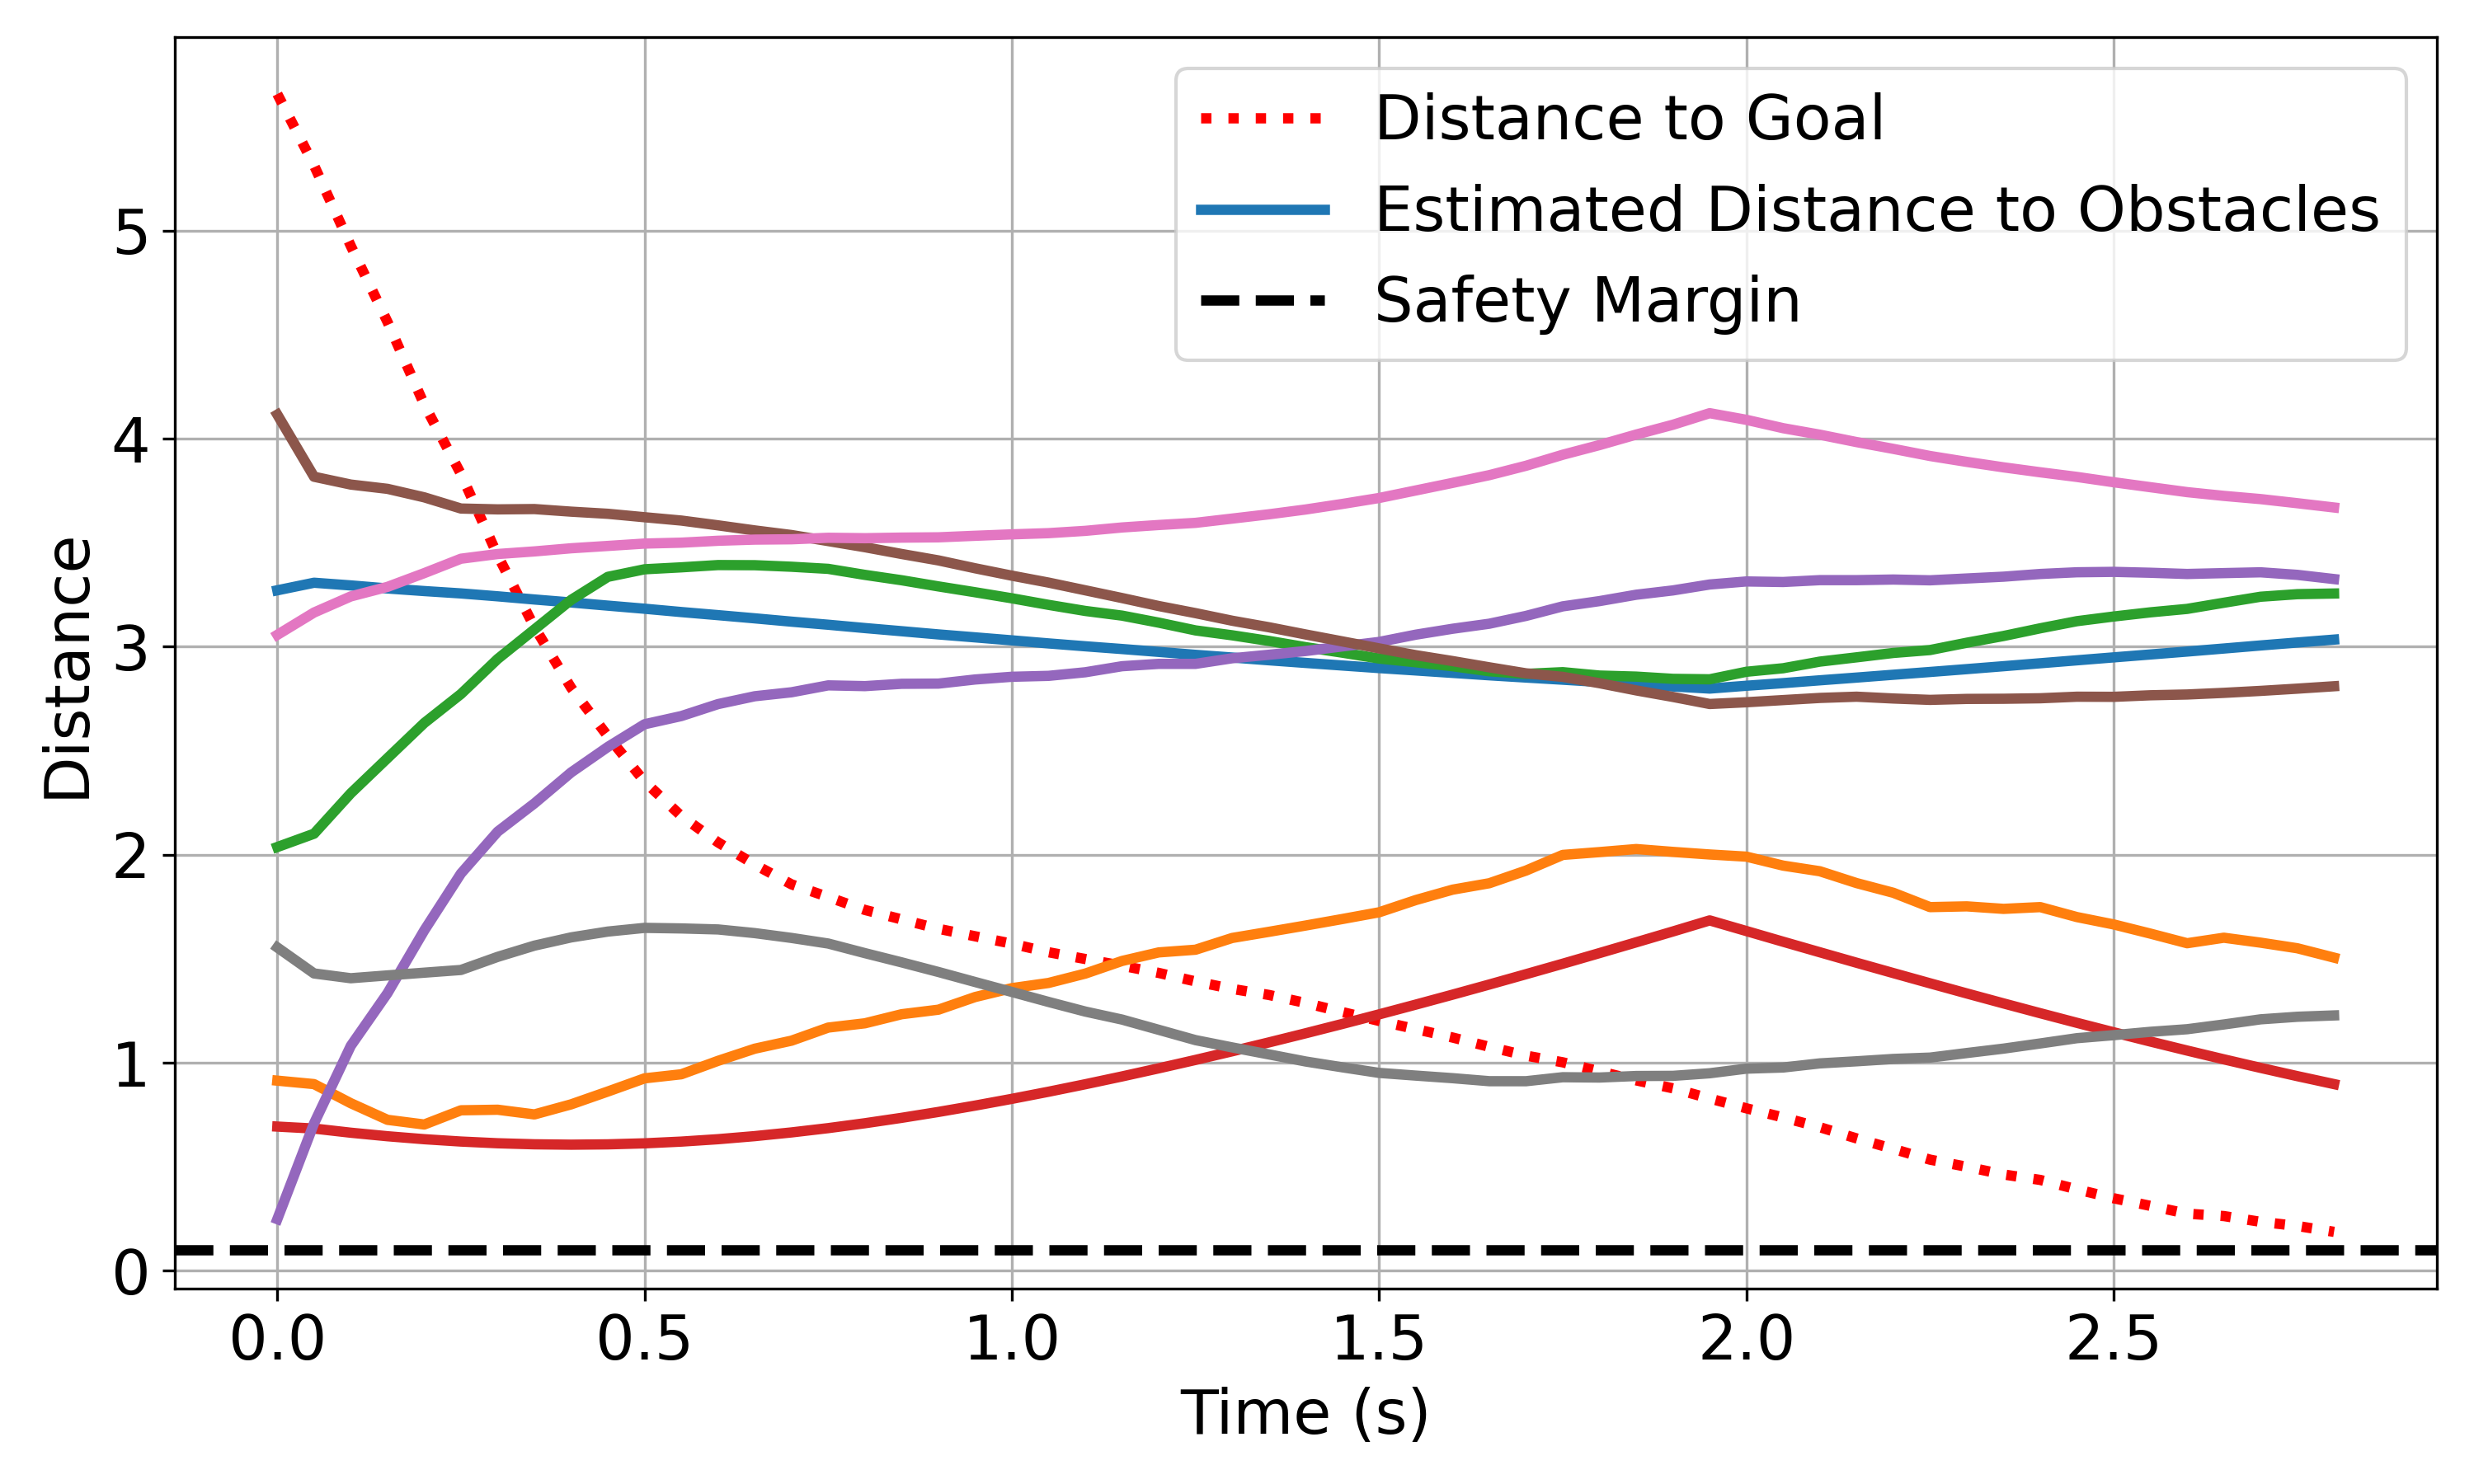 Distance to Goal
Estimated Distance to Obstacles
Safety Margin
Distance
5
4
3
2
1
0
0.0 0.5 1.0 1.5 2.0 2.5
Time (s)